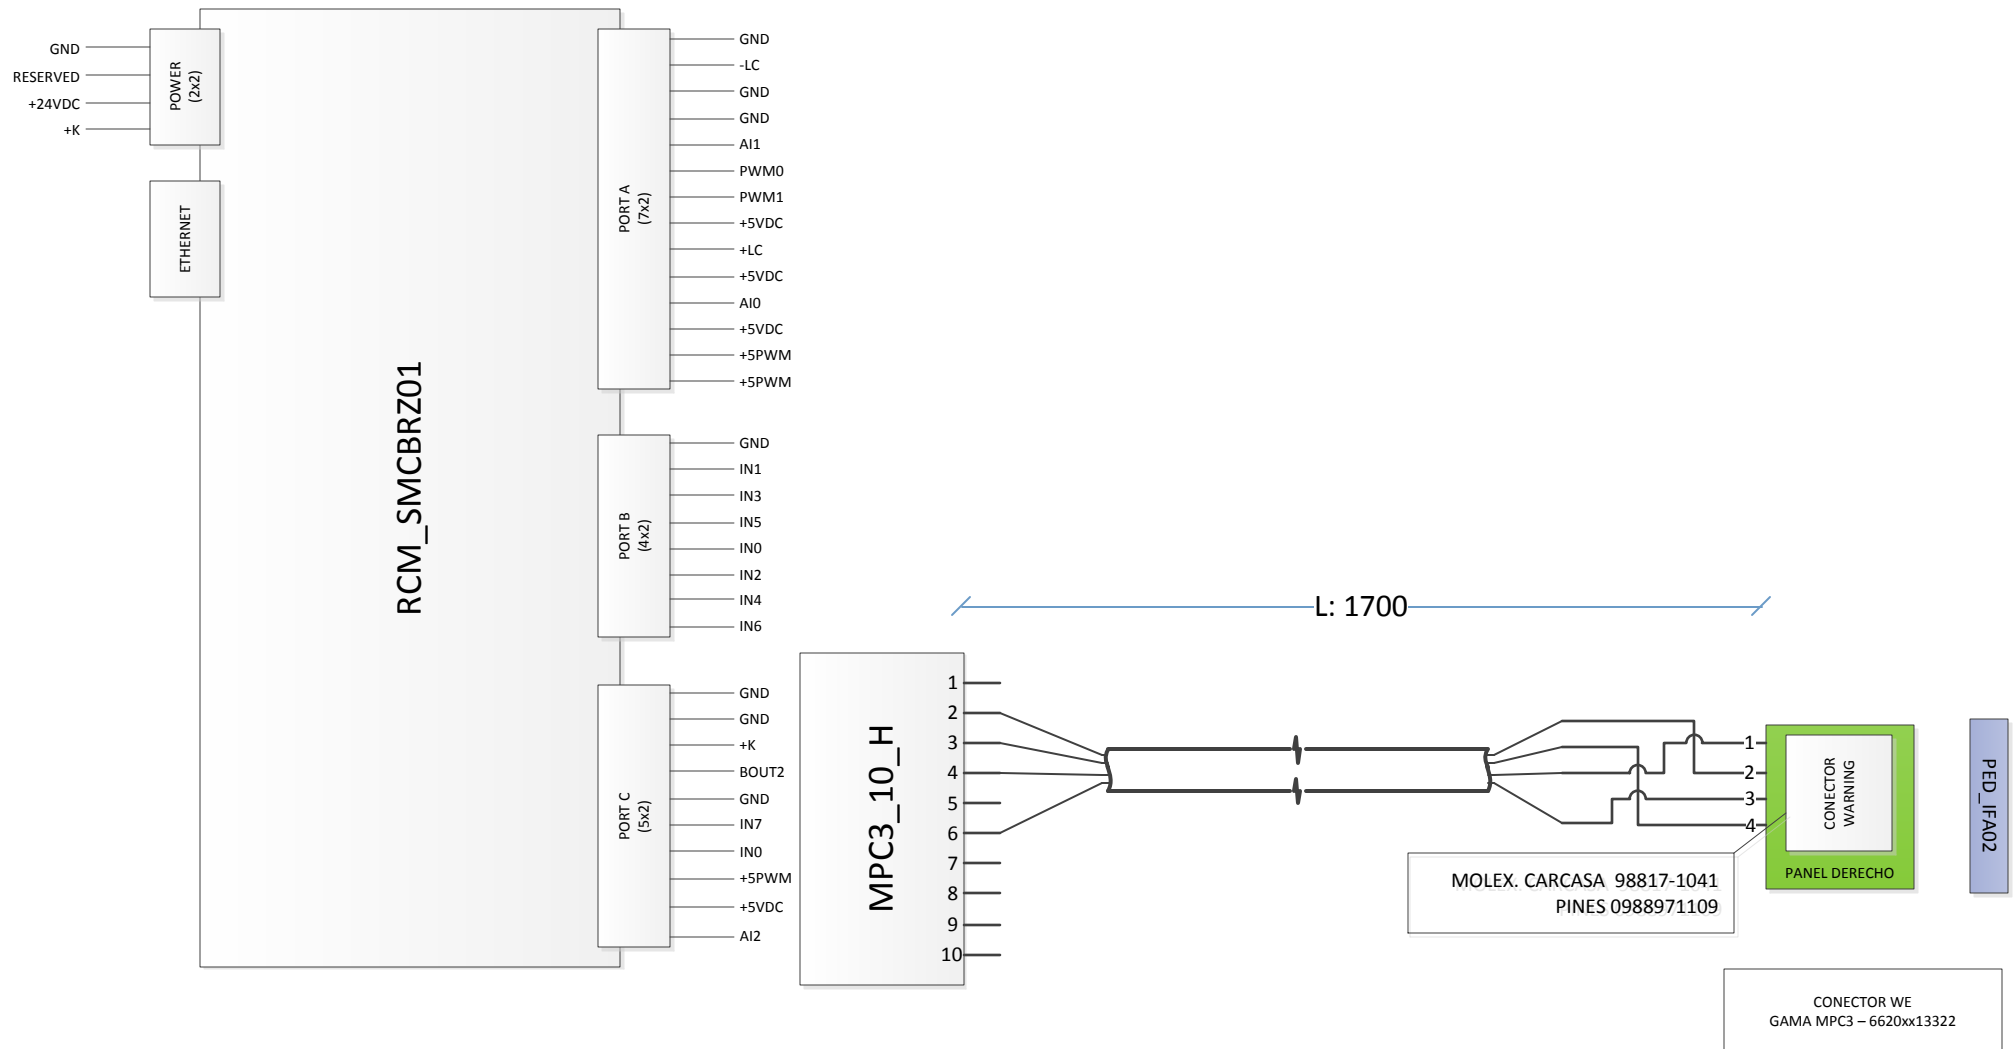 GND
RESERVED
+24VDC
+K
POWER
(2x2)
ETHERNET
RCM_SMCBRZ01
PORT A
(7x2)
GND
-LC
GND
GND
AI1
PWM0
PWM1
+5VDC
+LC
+5VDC
AI0
+5VDC
+5PWM
+5PWM
PORT B
(4x2)
GND
IN1
IN3
IN5
IN0
IN2
IN4
IN6
PORT C
(5x2)
GND
GND
+K
BOUT2
GND
IN7
IN0
+5PWM
+5VDC
AI2
L: 1700
MPC3_10_H
1
2
3
4
5
6
7
8
9
10
1
2
3
4
CONECTOR
WARNING
PANEL DERECHO
PED_IFA02
MOLEX. CARCASA 98817-1041
PINES 0988971109
CONECTOR WE
GAMA MPC3 – 6620xx13322